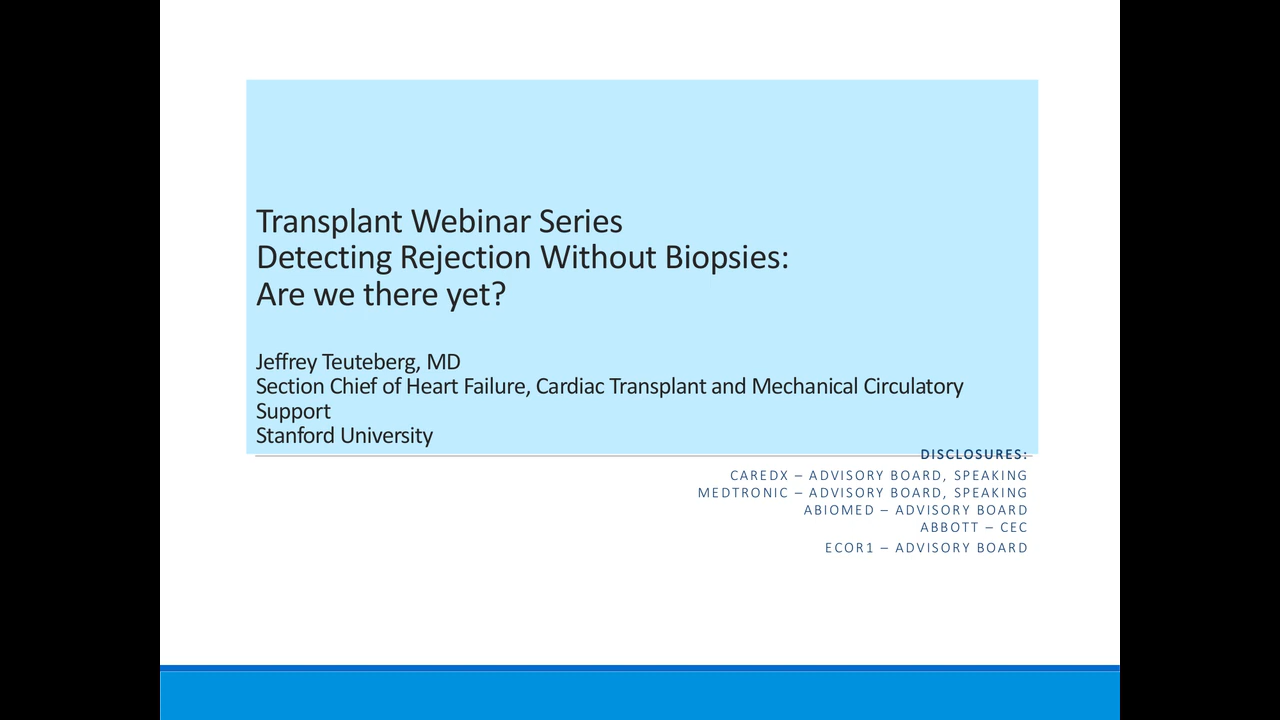 Transplant Webinar Series
Detecting Rejection Without Biopsies:
Are we there yet?
Jeffrey Teuteberg, MD
Section Chief of Heart Failure, Cardiac Transplant and Mechanical Circulatory
Support
Stanford University
DISCLOSURES:
CAREDX – ADVISORY BOARD, SPEAKING
MEDTRONIC – ADVISORY BOARD, SPEAKING
ABIOMED – ADVISORY BOARD
ABBOTT – CEC
ECOR1 – ADVISORY BOARD